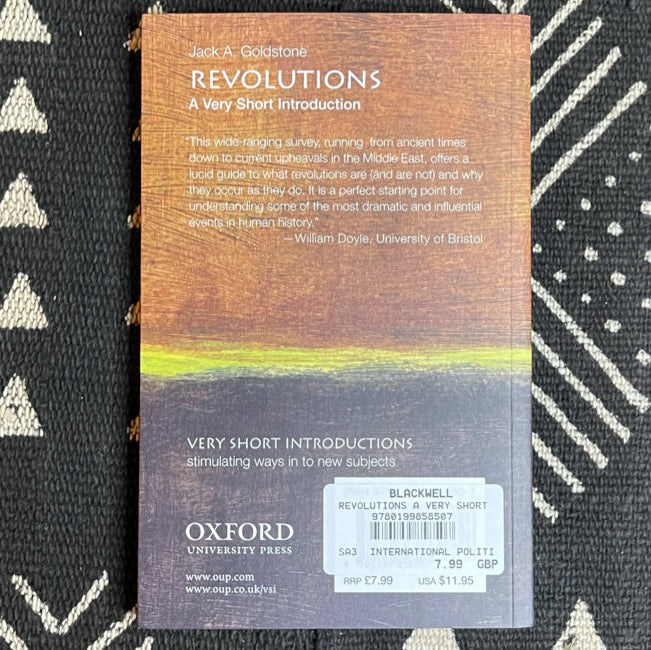 Jack A. Goldstone
REVOLUTIONS
A Very Short Introduction
"This wide-ranging survey, running from ancient times
down to current upheavals in the Middle East, offers a
lucid guide to what revolutions are (and are not) and why
they occur as they do. It is a perfect starting point for
understanding some of the most dramatic and influential
events in human history."
—William Doyle, University of Bristol
VERY SHORT INTRODUCTIONS
stimulating ways in to new subjects
BLACKWELL
REVOLUTIONS A VERY SHORT
9780199858507
SA3 INTERNATIONAL POLITI
7.99 GBP
RRP £7.99 USA $11.95
OXFORD
UNIVERSITY PRESS
www.oup.com
www.oup.co.uk/vsi